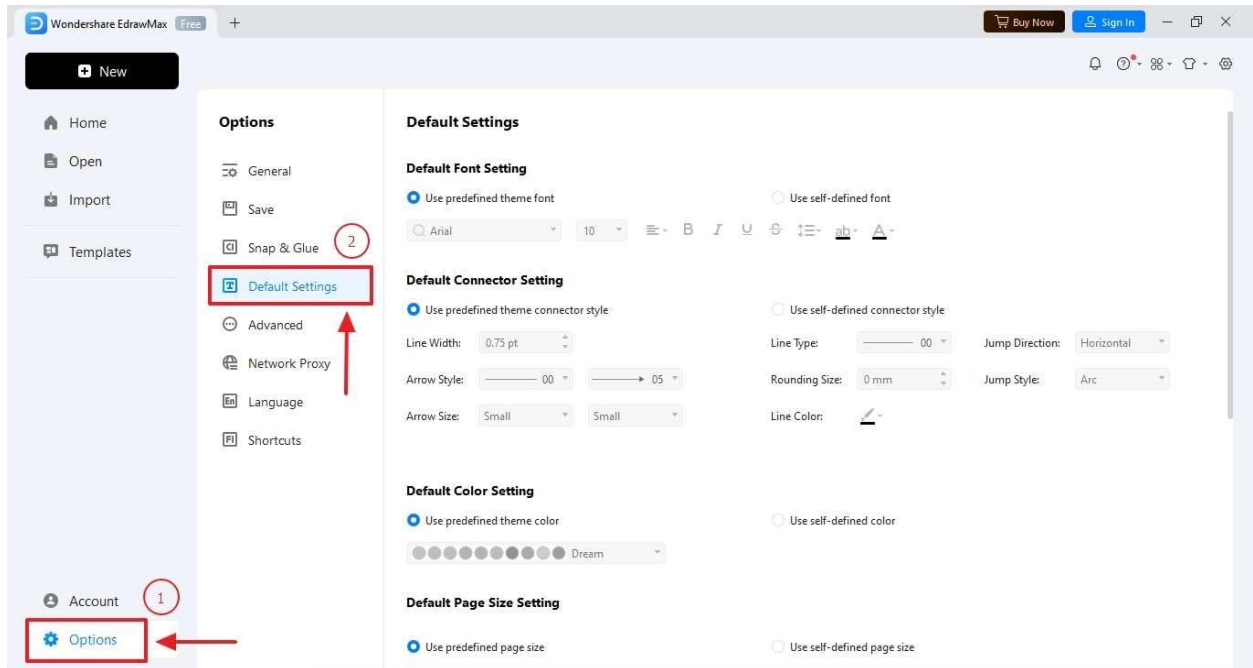 Wondershare EdrawMax Free +
Buy Now
Sign In
New
Home
Open
Import
Templates
Account
1
Options
Options
General
Save
Snap & Glue
2
Default Settings
Advanced
Network Proxy
En Language
Shortcuts
Default Settings
Default Font Setting
Use predefined theme font
Use self-defined font
Arial 10 B I U S ab A
Default Connector Setting
Use predefined theme connector style
Use self-defined connector style
Line Width: 0.75 pt
Line Type: 00
Jump Direction: Horizontal
Arrow Style: 00 05
Rounding Size: 0 mm
Jump Style: Arc
Arrow Size: Small Small
Line Color:
Default Color Setting
Use predefined theme color
Use self-defined color
Dream
Default Page Size Setting
Use predefined page size
Use self-defined page size